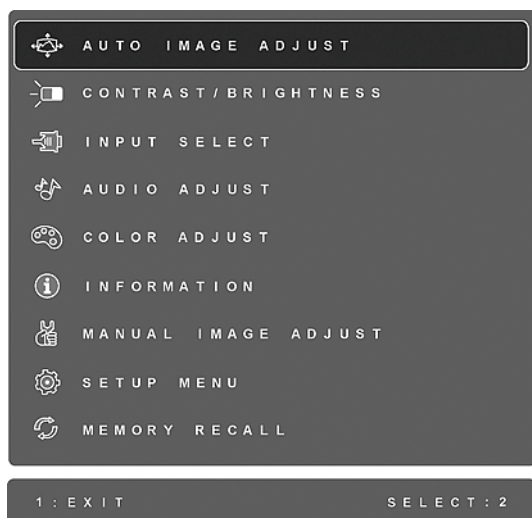 AUTO IMAGE ADJUST
CONTRAST/BRIGHTNESS
INPUT SELECT
AUDIO ADJUST
COLOR ADJUST
INFORMATION
MANUAL IMAGE ADJUST
SETUP MENU
MEMORY RECALL
1:EXIT SELECT:2